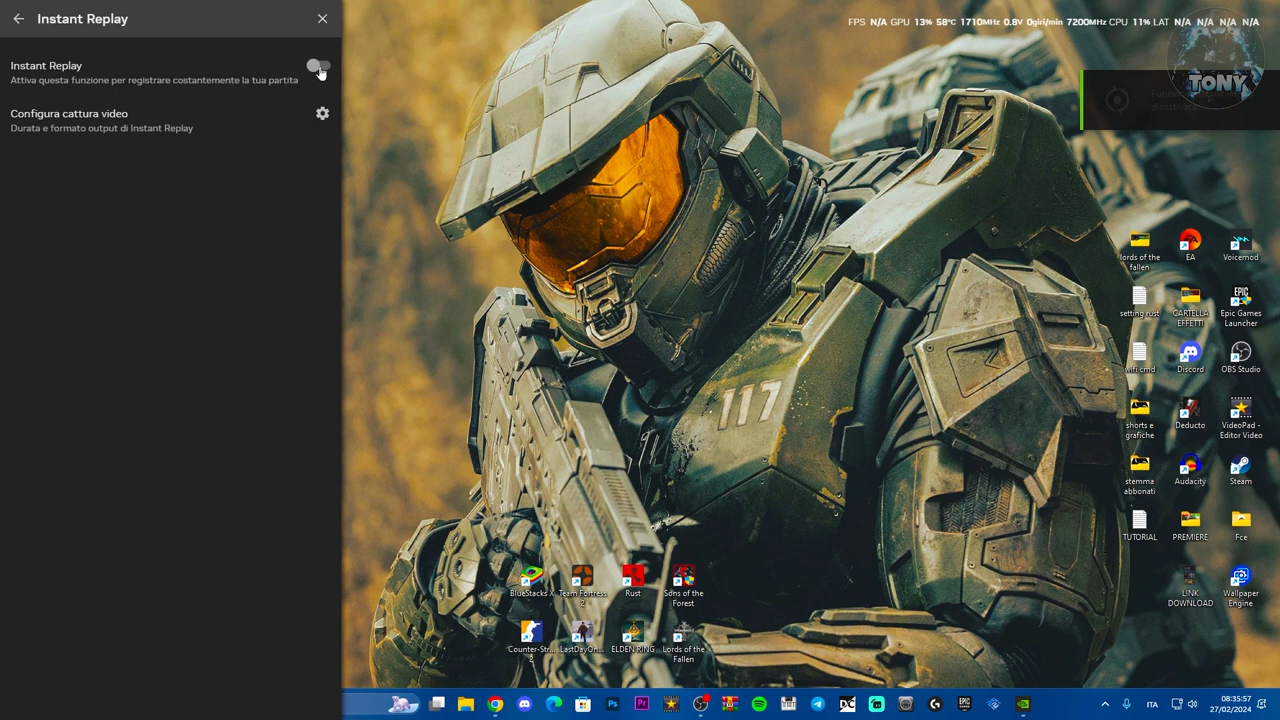 Instant Replay
FPS N/A GPU 13% 58°C 1710MHz 0.8V 0giri/min 7200MHz CPU 11% LAT N/A N/A N/A N/A
Instant Replay
Attiva questa funzione per registrare costantemente la tua partita
Configura cattura video
Durata e formato output di Instant Replay
TONY
117
lords of the
fallen
EA
Voicemod
setting rust
CARTELLA
EFFETTI
Epic Games
Launcher
wifi cmd
Discord
OBS Studio
shorts e
grafiche
Deducto
VideoPad -
Editor Video
stemma
abbonati
Audacity
Steam
TUTORIAL
PREMIERE
Fce
LINK
DOWNLOAD
Wallpaper
Engine
BlueStacks X
Team Fortress
2
Rust
Sons of the
Forest
Counter-Str...
2
LastDayOn...
ELDEN RING
Lords of the
Fallen
ITA
08:35:57
27/02/2024